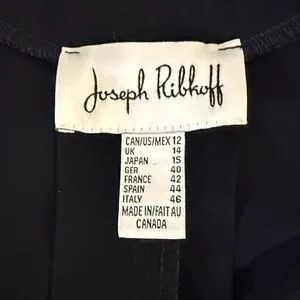 Joseph Ribkoff
CAN/US/MEX 12
UK 14
JAPAN 15
GER 40
FRANCE 42
SPAIN 44
ITALY 46
MADE IN/FAIT AU
CANADA